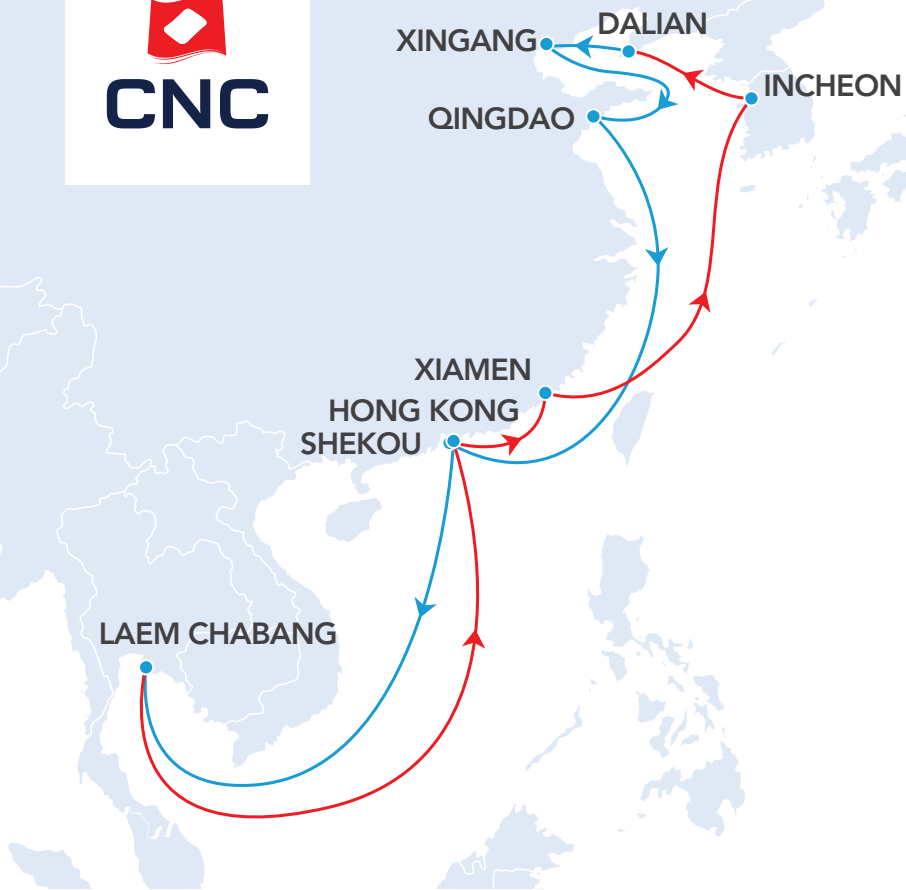 DALIAN
XINGANG
INCHEON
CNC
QINGDAO
XIAMEN
HONG KONG
SHEKOU
LAEM CHABANG